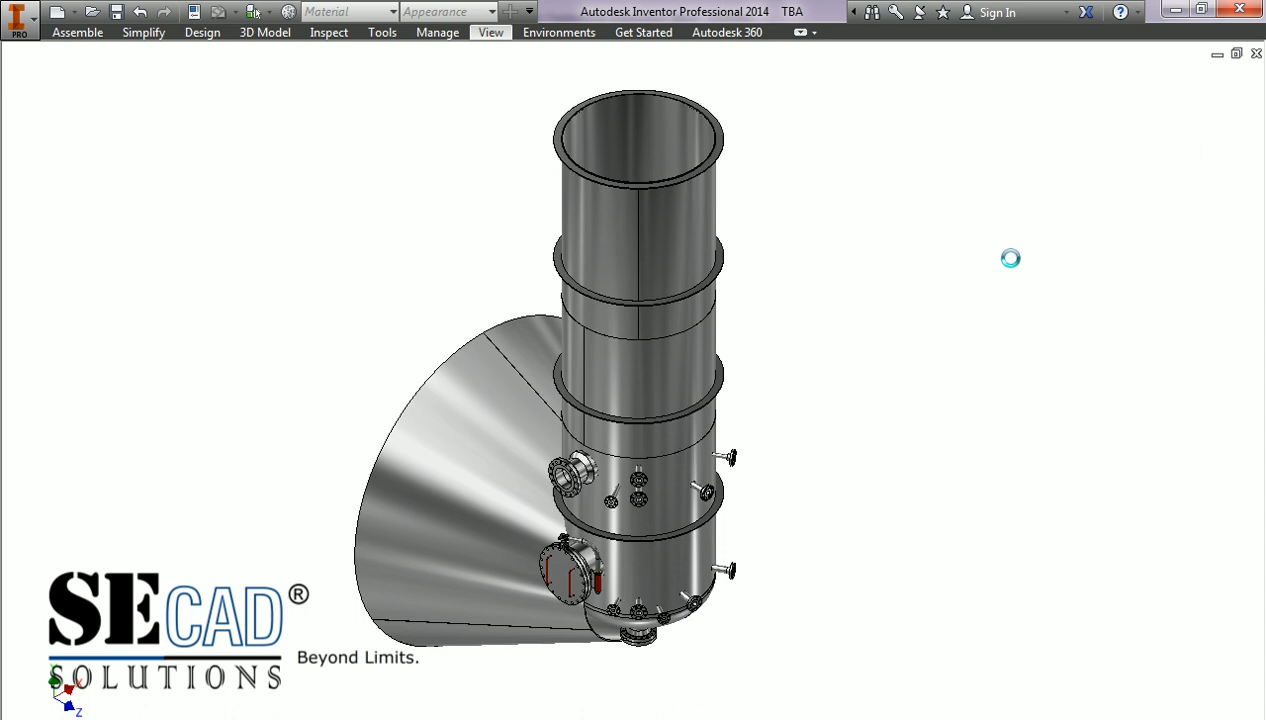 Material
Appearance
Autodesk Inventor Professional 2014 TBA
Sign In
PRO
Assemble Simplify Design 3D Model Inspect Tools Manage View Environments Get Started Autodesk 360
SECAD®
Beyond Limits.
SOLUTIONS
Z